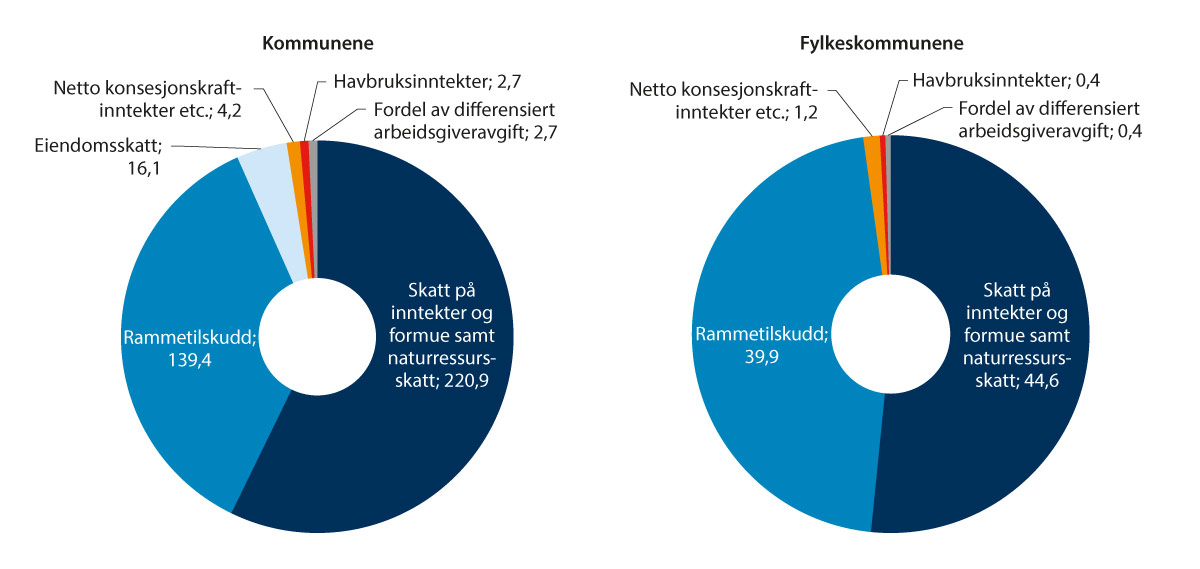 Kommunene
Netto konsesjonskraft-
inntekter etc.; 4,2
Havbruksinntekter; 2,7
Fordel av differensiert
arbeidsgiveravgift; 2,7
Eiendomsskatt;
16,1
Rammetilskudd;
139,4
Skatt på
inntekter og
formue samt
naturressurs-
skatt; 220,9
Fylkeskommunene
Netto konsesjonskraft-
inntekter etc.; 1,2
Havbruksinntekter; 0,4
Fordel av differensiert
arbeidsgiveravgift; 0,4
Rammetilskudd;
39,9
Skatt på
inntekter og
formue samt
naturressurs-
skatt; 44,6